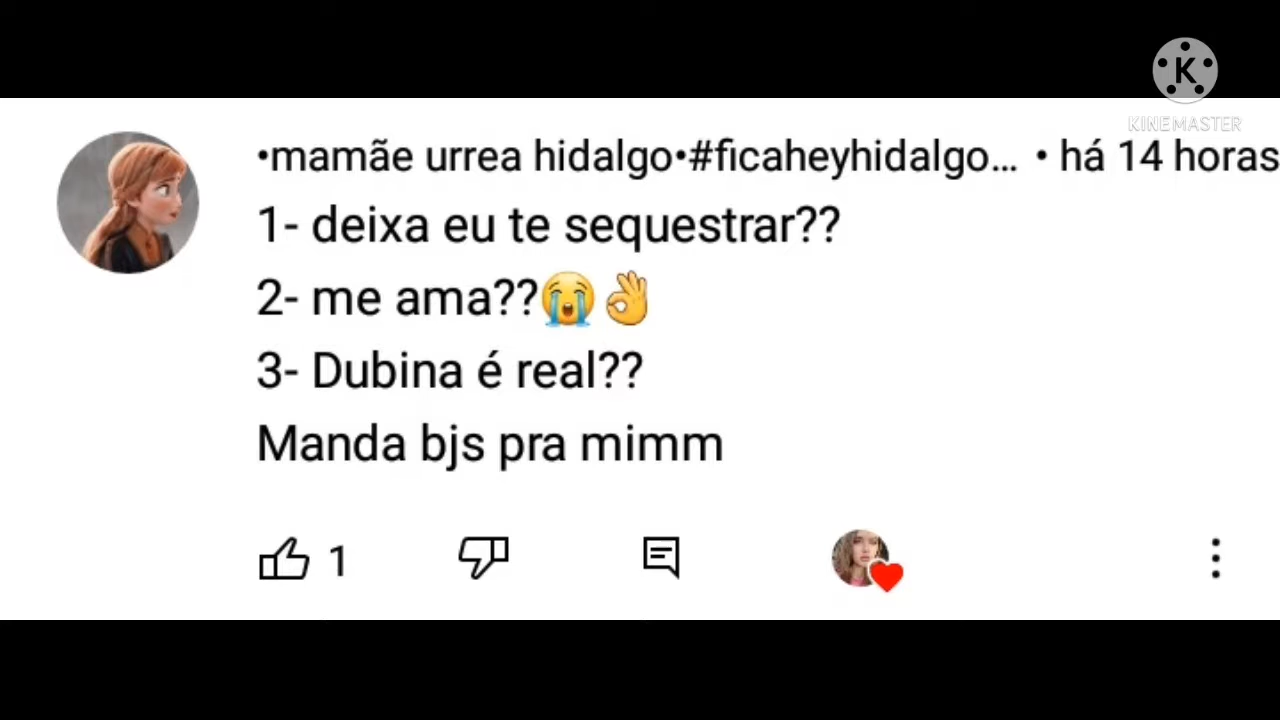 K
KINEMASTER
•mamãe urrea hidalgo•#ficaheyhidalgo... • há 14 horas
1- deixa eu te sequestrar??
2- me ama??😭👌
3- Dubina é real??
Manda bjs pra mimm
1